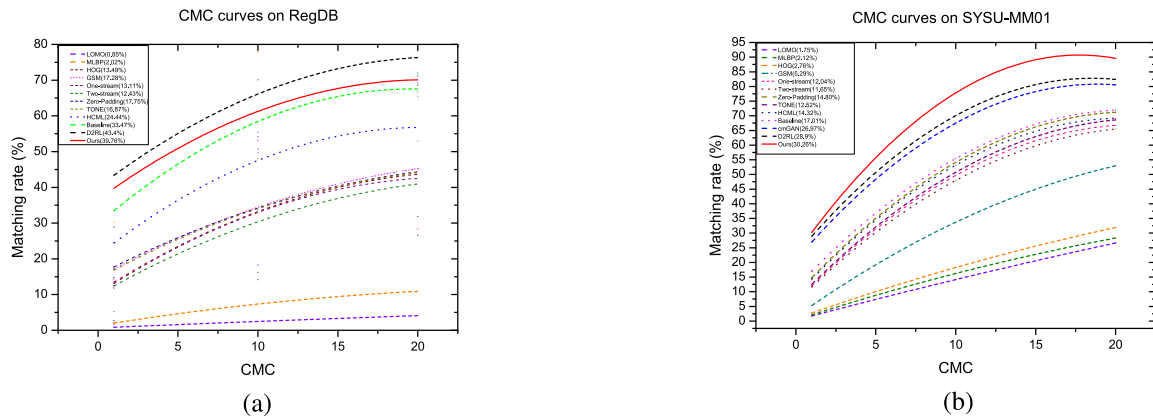 CMC curves on RegDB
Matching rate (%)
80
70
60
50
40
30
20
10
0
LOMO(0.85%)
MLBP(2.02%)
HOG(13.49%)
GSM(17.28%)
One-stream(13.11%)
Two-stream(12.43%)
Zero-Padding(17.75%)
TONE(16.87%)
HCML(24.44%)
Baseline(33.47%)
D2RL(43.4%)
Ours(39.76%)
0
5
10
15
20
CMC
(a)
CMC curves on SYSU-MM01
Matching rate (%)
95
90
85
80
75
70
65
60
55
50
45
40
35
30
25
20
15
10
5
0
LOMO(1.75%)
MLBP(2.12%)
HOG(2.76%)
GSM(5.29%)
One-stream(12.04%)
Two-stream(11.65%)
Zero-Padding(14.80%)
TONE(12.52%)
HCML(14.32%)
Baseline(17.01%)
cmGAN(26.97%)
D2RL(28.9%)
Ours(30.26%)
0
5
10
15
20
CMC
(b)